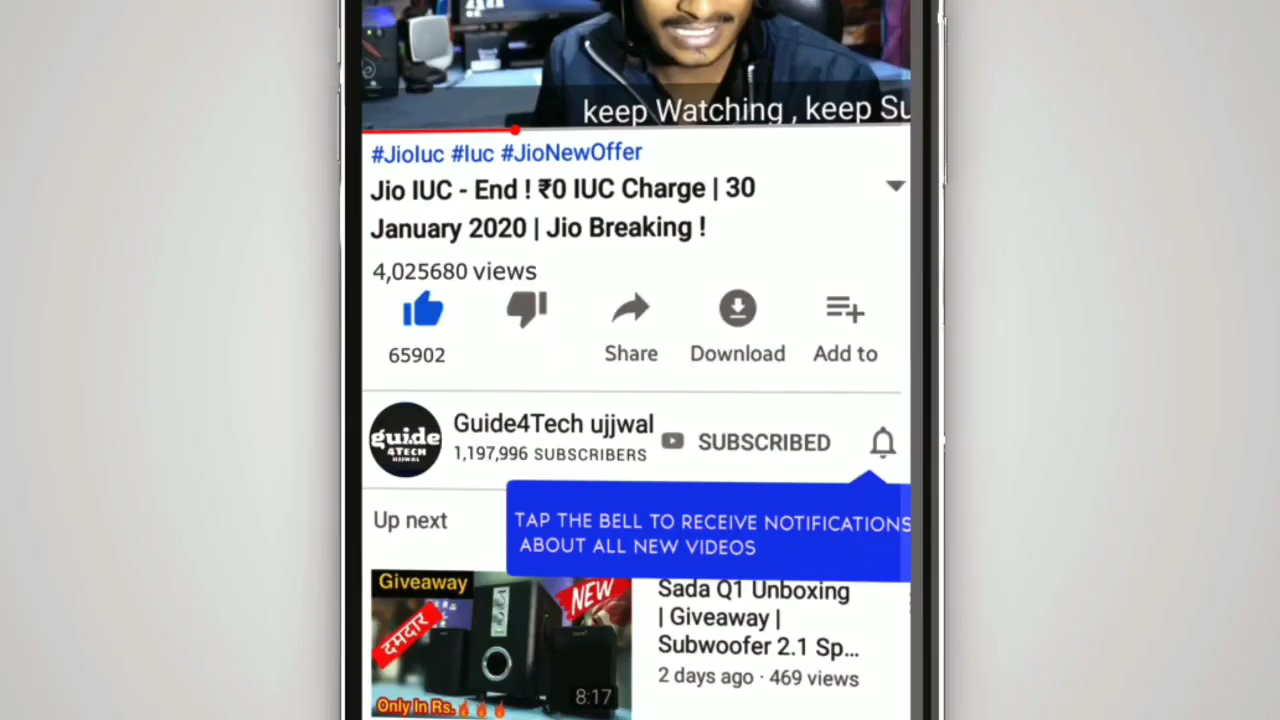 keep Watching , keep Su
#JioIuc #Iuc #JioNewOffer
Jio IUC - End ! ₹0 IUC Charge | 30
January 2020 | Jio Breaking !
4,025680 views
65902
Share
Download
Add to
guide
4TECH
UJJWAL
Guide4Tech ujjwal
1,197,996 SUBSCRIBERS
SUBSCRIBED
TAP THE BELL TO RECEIVE NOTIFICATIONS
ABOUT ALL NEW VIDEOS
Up next
Giveaway
NEW
दमदार
Only In Rs.
8:17
Sada Q1 Unboxing
| Giveaway |
Subwoofer 2.1 Sp...
2 days ago · 469 views